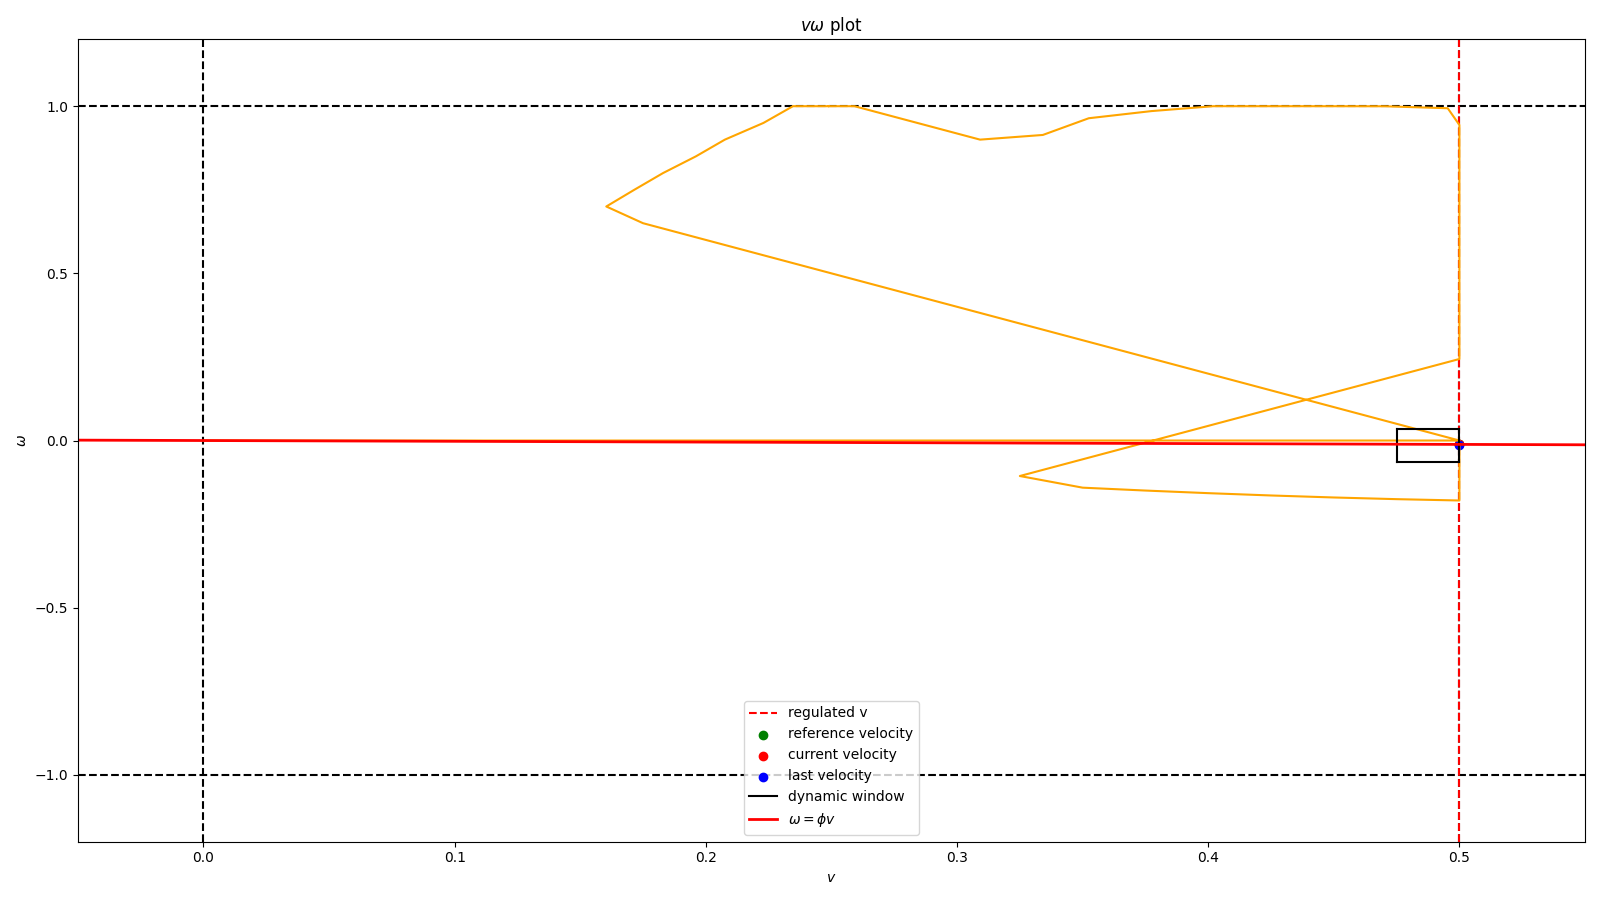 vω plot
1.0
0.5
0.0
−0.5
−1.0
ω
0.0 0.1 0.2 0.3 0.4 0.5
v
regulated v
reference velocity
current velocity
last velocity
dynamic window
ω = ϕv